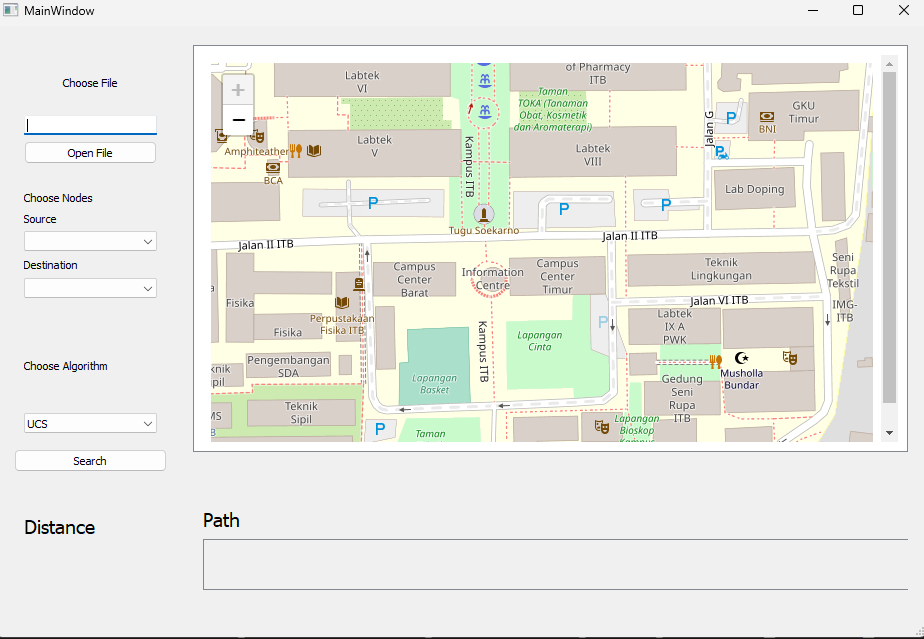 MainWindow
Choose File
Open File
Choose Nodes
Source
Destination
Choose Algorithm
UCS
Search
Distance
Path
+
−
Labtek
VI
of Pharmacy
ITB
Taman
TOKA (Tanaman
Obat, Kosmetik
dan Aromaterapi)
Jalan G
P
BNI
GKU
Timur
Amphiteather
BCA
Labtek
V
Kampus ITB
Labtek
VIII
P
Lab Doping
P
P
P
Tugu Soekarno
Jalan II ITB
Jalan II ITB
Campus
Center
Barat
Information
Centre
Campus
Center
Timur
Teknik
Lingkungan
Seni
Rupa
Tekstil
Jalan VI ITB
IMG-
ITB
Fisika
Perpustakaan
Fisika ITB
Fisika
Kampus ITB
Lapangan
Cinta
P
Labtek
IX A
PWK
Pengembangan
SDA
Lapangan
Basket
Musholla
Bundar
Gedung
Seni
Rupa
ITB
Teknik
Sipil
P
Taman
Lapangan
Bioskop